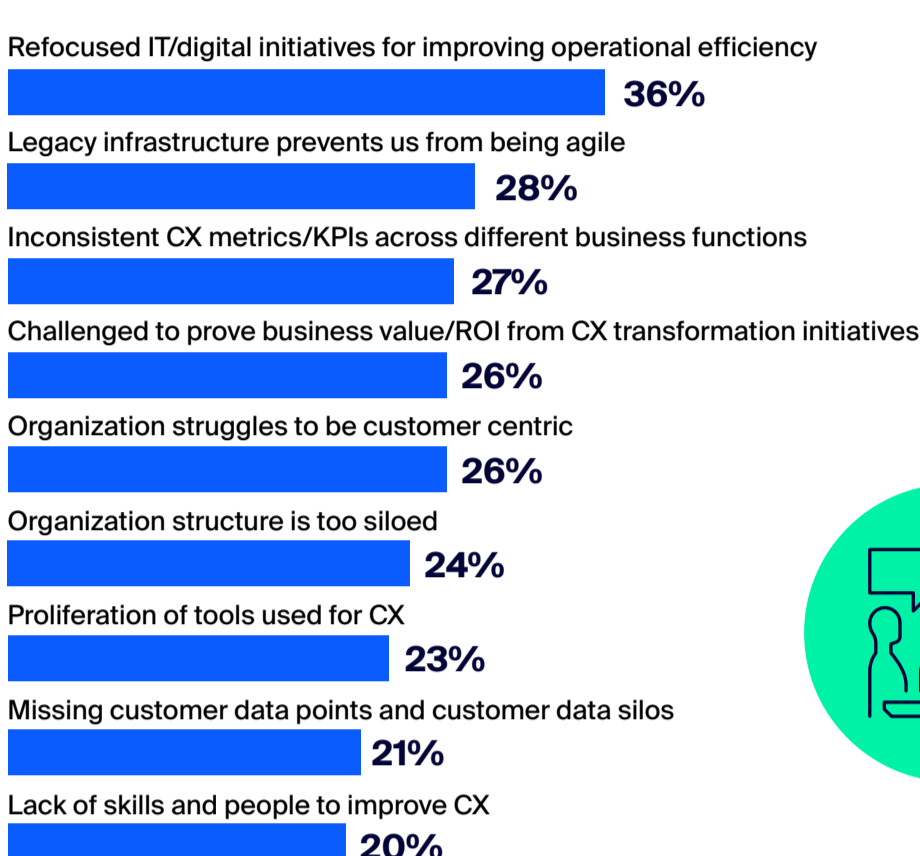 Refocused IT/digital initiatives for improving operational efficiency
36%
Legacy infrastructure prevents us from being agile
28%
Inconsistent CX metrics/KPIs across different business functions
27%
Challenged to prove business value/ROI from CX transformation initiatives
26%
Organization struggles to be customer centric
26%
Organization structure is too siloed
24%
Proliferation of tools used for CX
23%
Missing customer data points and customer data silos
21%
Lack of skills and people to improve CX
20%